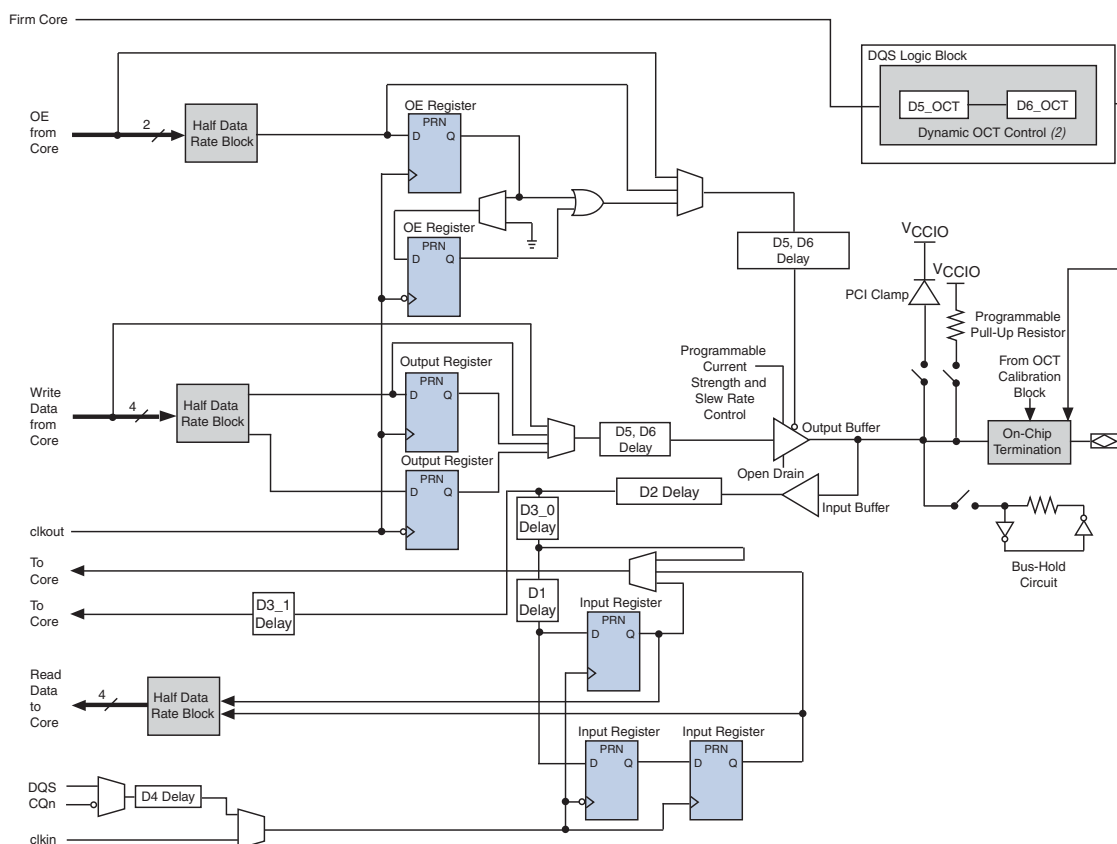 Firm Core
DQS Logic Block
D5_OCT
D6_OCT
Dynamic OCT Control (2)
OE
from
Core
2
Half Data
Rate Block
OE Register
PRN
D
Q
OE Register
PRN
D
Q
D5, D6
Delay
VCCIO
PCI Clamp
VCCIO
Programmable
Pull-Up Resistor
From OCT
Calibration
Block
On-Chip
Termination
Write
Data
from
Core
4
Half Data
Rate Block
Output Register
PRN
D
Q
Output Register
PRN
D
Q
D5, D6
Delay
Programmable
Current
Strength and
Slew Rate
Control
Output Buffer
Open Drain
Input Buffer
D2 Delay
D3_0
Delay
clkout
To
Core
D1
Delay
To
Core
D3_1
Delay
Bus-Hold
Circuit
Input Register
PRN
D
Q
Read
Data
to
Core
4
Half Data
Rate Block
Input Register
PRN
D
Q
Input Register
PRN
D
Q
DQS
CQn
D4 Delay
clkin